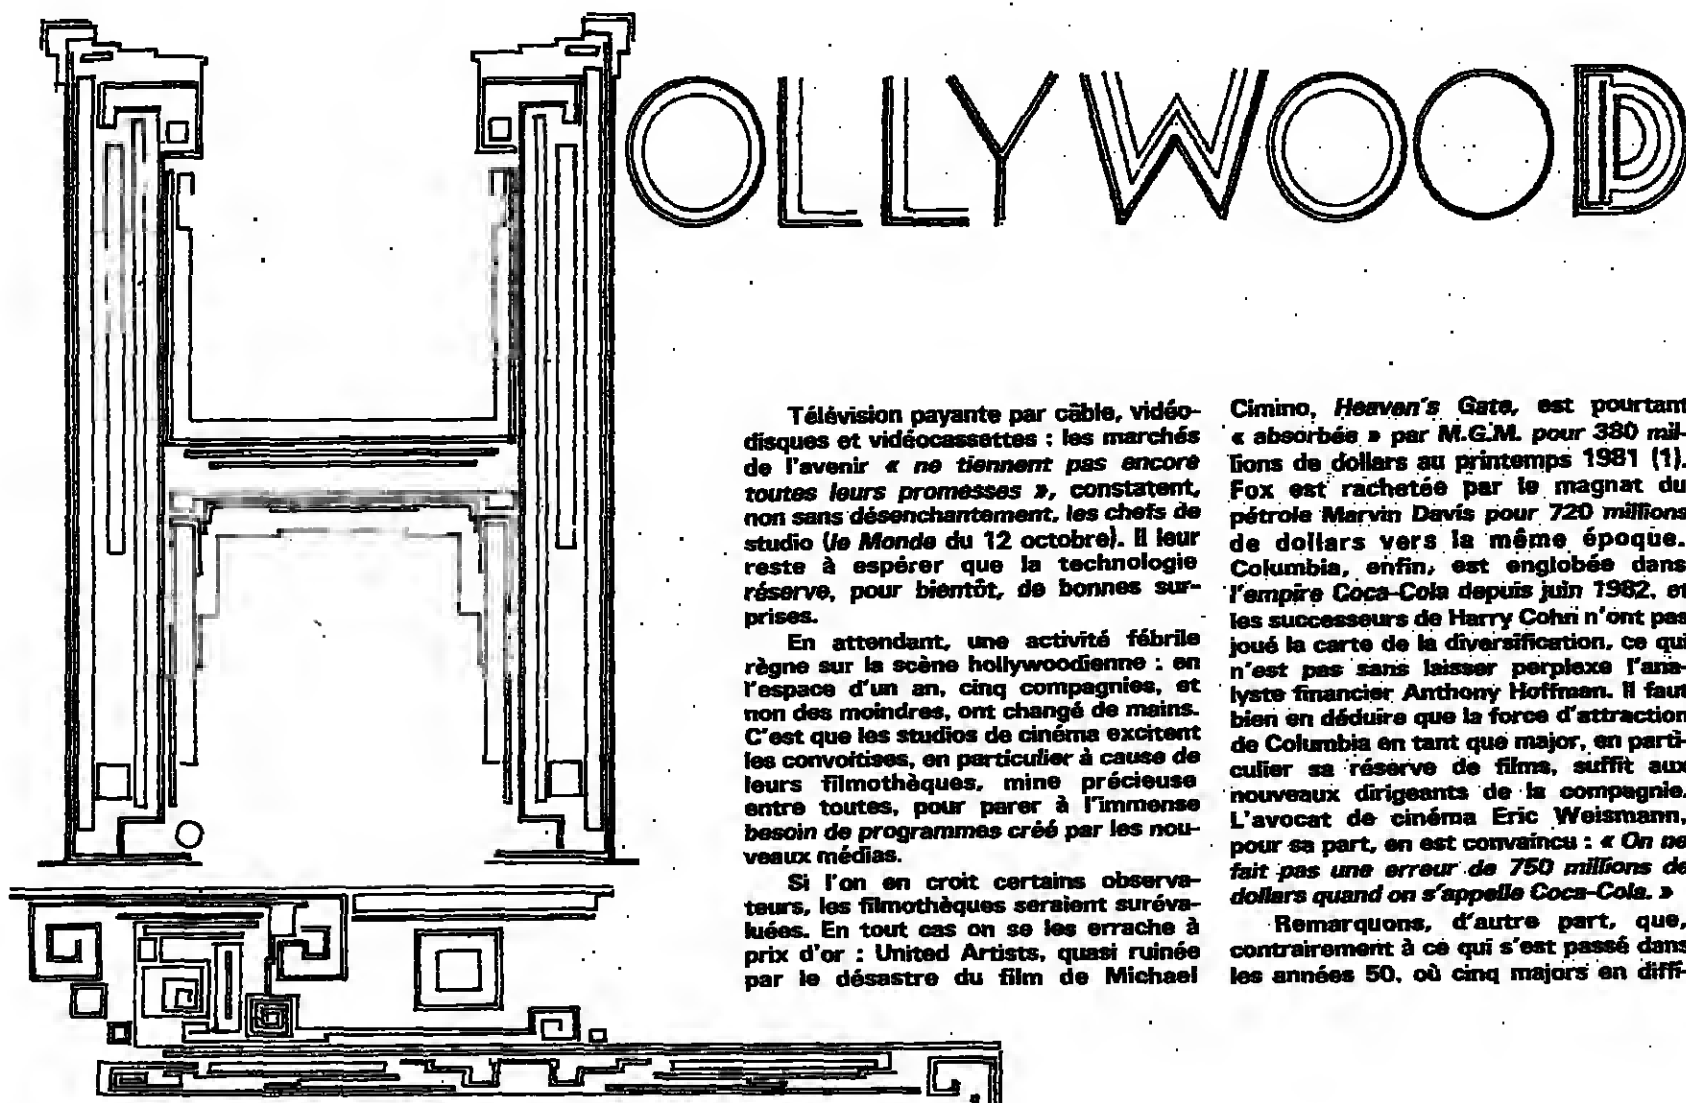 HOLLYWOOD
Télévision payante par câble, vidéo-
disques et vidéocassettes : les marchés
de l'avenir « ne tiennent pas encore
toutes leurs promesses », constatent,
non sans désenchantement, les chefs de
studio (le Monde du 12 octobre). Il leur
reste à espérer que la technologie
réserve, pour bientôt, de bonnes sur-
prises.
En attendant, une activité fébrile
règne sur la scène hollywoodienne : en
l'espace d'un an, cinq compagnies, et
non des moindres, ont changé de mains.
C'est que les studios de cinéma excitent
les convoitises, en particulier à cause de
leurs filmothèques, mine précieuse
entre toutes, pour parer à l'immense
besoin de programmes créé par les nou-
veaux médias.
Si l'on en croit certains observa-
teurs, les filmothèques seraient suréva-
luées. En tout cas on se les errache à
prix d'or : United Artists, quasi ruinée
par le désastre du film de Michael
Cimino, Heaven's Gate, est pourtant
« absorbée » par M.G.M. pour 380 mil-
lions de dollars au printemps 1981 (1).
Fox est rachetée par le magnat du
pétrole Marvin Davis pour 720 millions
de dollars vers la même époque.
Columbia, enfin, est englobée dans
l'empire Coca-Cola depuis juin 1982, et
les successeurs de Harry Cohn n'ont pas
joué la carte de la diversification, ce qui
n'est pas sans laisser perplexe l'ana-
lyste financier Anthony Hoffman. Il faut
bien en déduire que la force d'attraction
de Columbia en tant que major, en parti-
culier sa réserve de films, suffit aux
nouveaux dirigeants de la compagnie.
L'avocat de cinéma Eric Weismann,
pour sa part, en est convaincu : « On ne
fait pas une erreur de 750 millions de
dollars quand on s'appelle Coca-Cola. »
Remarquons, d'autre part, que,
contrairement à ce qui s'est passé dans
les années 50, où cinq majors en diffi-